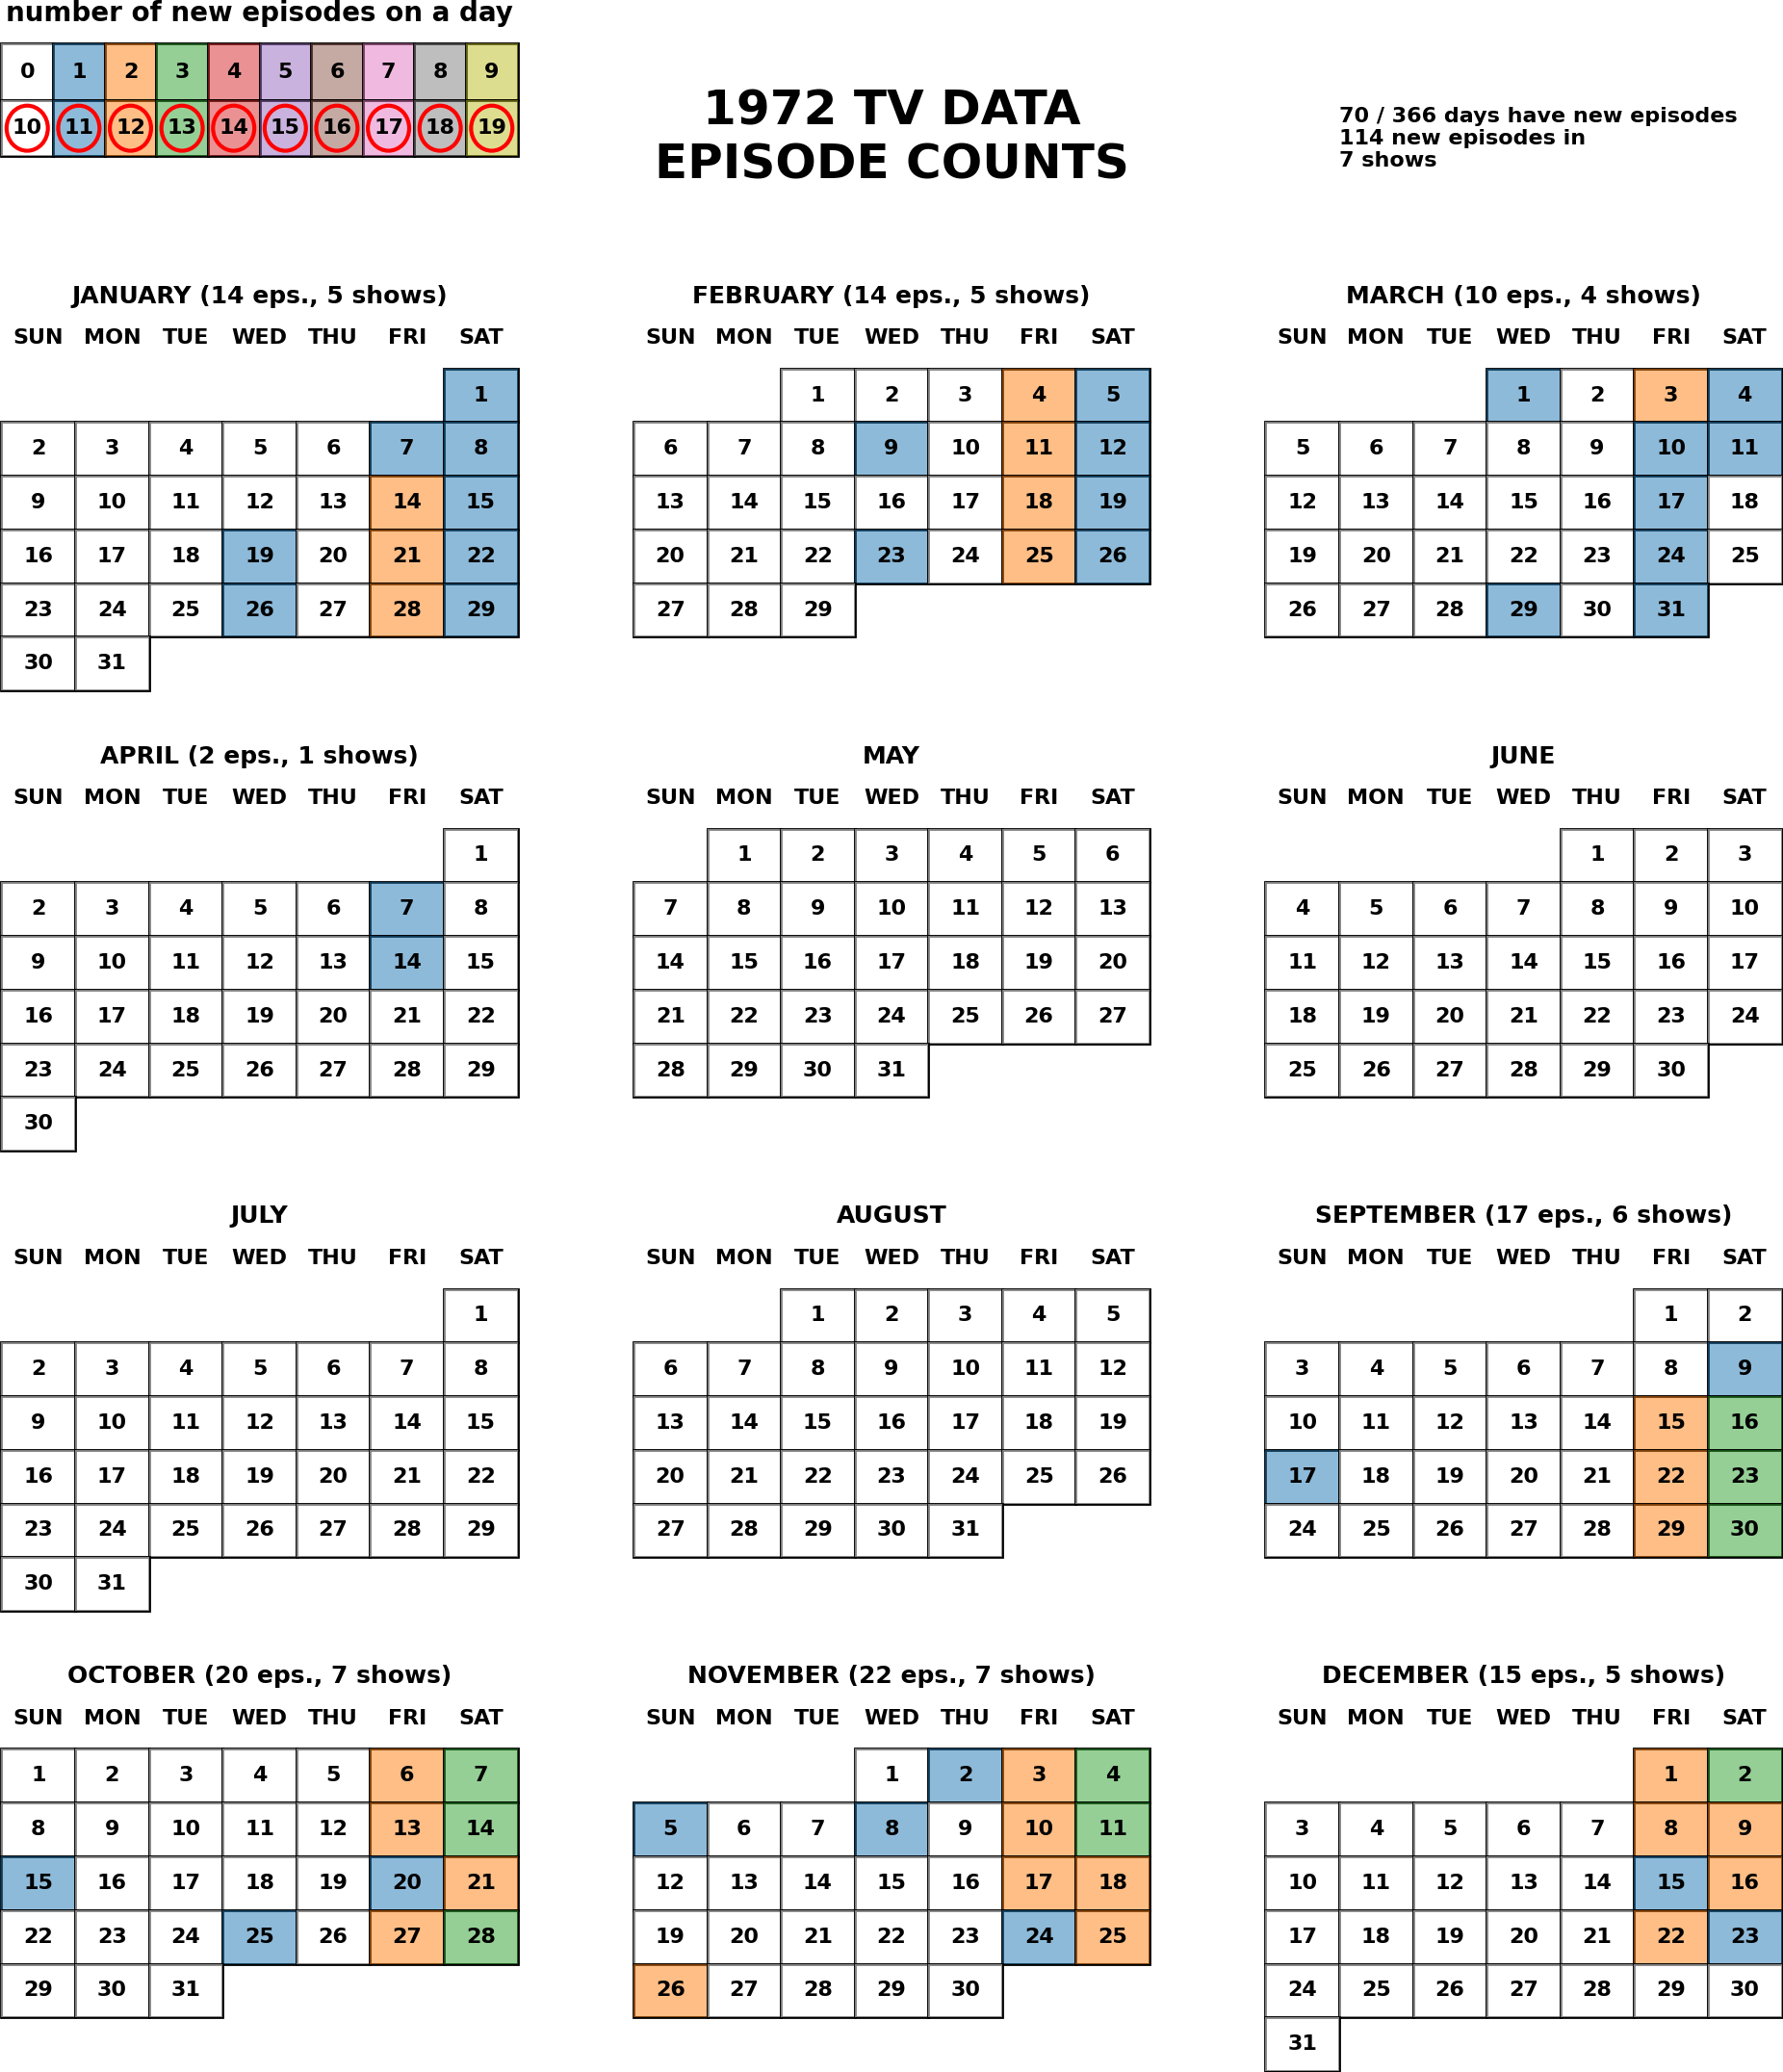 number of new episodes on a day
0 1 2 3 4 5 6 7 8 9
10 11 12 13 14 15 16 17 18 19
1972 TV DATA
EPISODE COUNTS
70 / 366 days have new episodes
114 new episodes in
7 shows
JANUARY (14 eps., 5 shows)
SUN MON TUE WED THU FRI SAT
1
2 3 4 5 6 7 8
9 10 11 12 13 14 15
16 17 18 19 20 21 22
23 24 25 26 27 28 29
30 31
FEBRUARY (14 eps., 5 shows)
SUN MON TUE WED THU FRI SAT
1 2 3 4 5
6 7 8 9 10 11 12
13 14 15 16 17 18 19
20 21 22 23 24 25 26
27 28 29
MARCH (10 eps., 4 shows)
SUN MON TUE WED THU FRI SAT
1 2 3 4
5 6 7 8 9 10 11
12 13 14 15 16 17 18
19 20 21 22 23 24 25
26 27 28 29 30 31
APRIL (2 eps., 1 shows)
SUN MON TUE WED THU FRI SAT
1
2 3 4 5 6 7 8
9 10 11 12 13 14 15
16 17 18 19 20 21 22
23 24 25 26 27 28 29
30
MAY
SUN MON TUE WED THU FRI SAT
1 2 3 4 5 6
7 8 9 10 11 12 13
14 15 16 17 18 19 20
21 22 23 24 25 26 27
28 29 30 31
JUNE
SUN MON TUE WED THU FRI SAT
1 2 3
4 5 6 7 8 9 10
11 12 13 14 15 16 17
18 19 20 21 22 23 24
25 26 27 28 29 30
JULY
SUN MON TUE WED THU FRI SAT
1
2 3 4 5 6 7 8
9 10 11 12 13 14 15
16 17 18 19 20 21 22
23 24 25 26 27 28 29
30 31
AUGUST
SUN MON TUE WED THU FRI SAT
1 2 3 4 5
6 7 8 9 10 11 12
13 14 15 16 17 18 19
20 21 22 23 24 25 26
27 28 29 30 31
SEPTEMBER (17 eps., 6 shows)
SUN MON TUE WED THU FRI SAT
1 2
3 4 5 6 7 8 9
10 11 12 13 14 15 16
17 18 19 20 21 22 23
24 25 26 27 28 29 30
OCTOBER (20 eps., 7 shows)
SUN MON TUE WED THU FRI SAT
1 2 3 4 5 6 7
8 9 10 11 12 13 14
15 16 17 18 19 20 21
22 23 24 25 26 27 28
29 30 31
NOVEMBER (22 eps., 7 shows)
SUN MON TUE WED THU FRI SAT
1 2 3 4
5 6 7 8 9 10 11
12 13 14 15 16 17 18
19 20 21 22 23 24 25
26 27 28 29 30
DECEMBER (15 eps., 5 shows)
SUN MON TUE WED THU FRI SAT
1 2
3 4 5 6 7 8 9
10 11 12 13 14 15 16
17 18 19 20 21 22 23
24 25 26 27 28 29 30
31